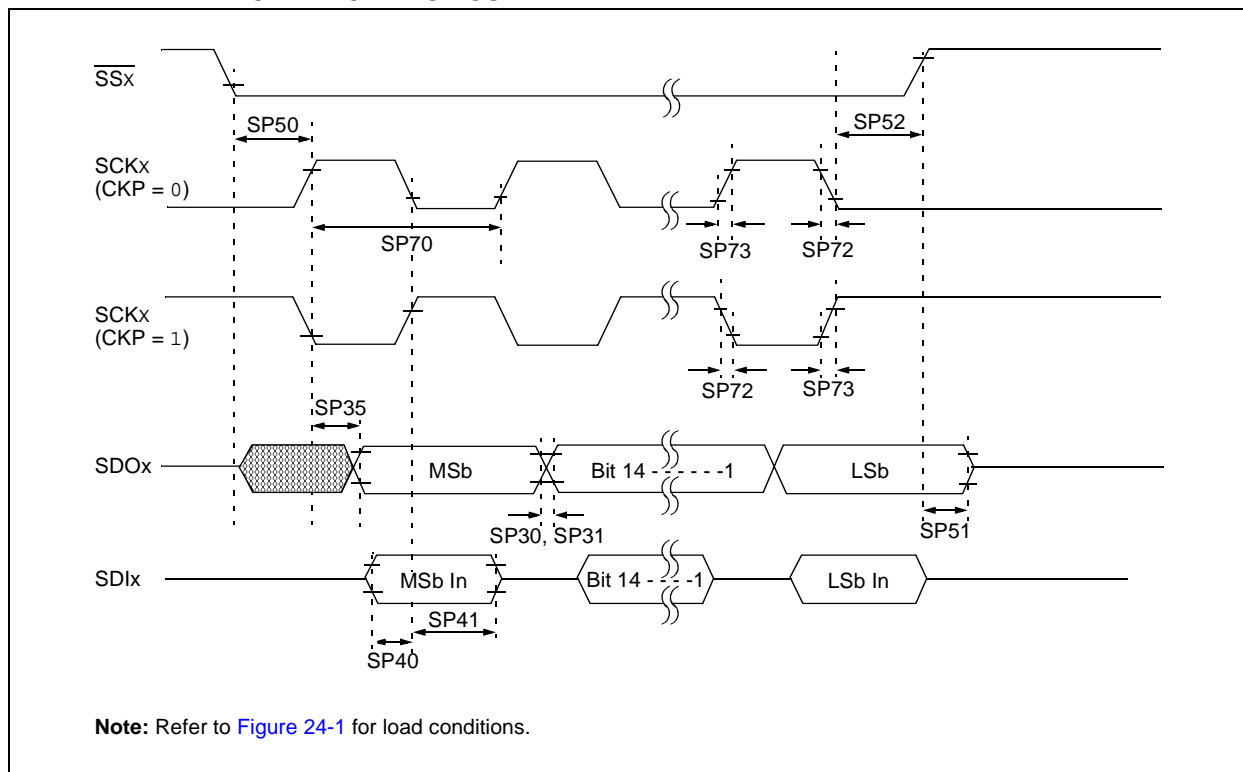 SSx
SP50
SP52
SCKx
(CKP = 0)
SP70
SP73
SP72
SCKx
(CKP = 1)
SP72
SP73
SP35
SDOx
MSb
Bit 14 - - - - - -1
LSb
SP30, SP31
SP51
SDIx
MSb In
Bit 14 - - - -1
LSb In
SP41
SP40
Note: Refer to Figure 24-1 for load conditions.